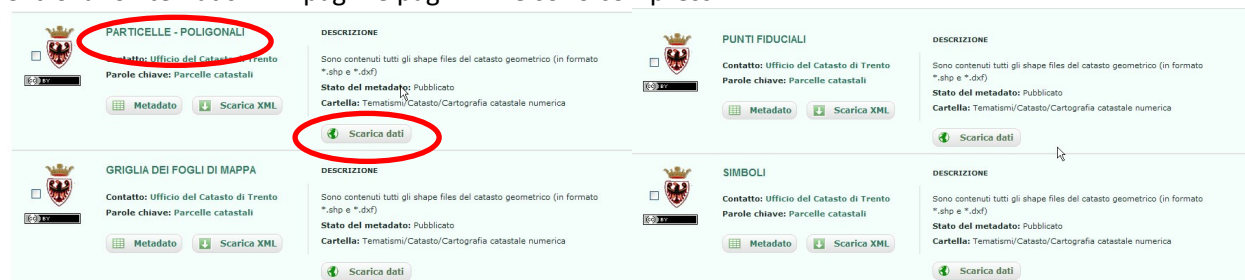 PARTICELLE - POLIGONALI
Contatto: Ufficio del Catasto di Trento
Parole chiave: Parcelle catastali
Metadato Scarica XML
DESCRIZIONE
Sono contenuti tutti gli shape files del catasto geometrico (in formato
*.shp e *.dxf)
Stato del metadato: Pubblicato
Cartella: Tematismi/Catasto/Cartografia catastale numerica
Scarica dati
PUNTI FIDUCIALI
Contatto: Ufficio del Catasto di Trento
Parole chiave: Parcelle catastali
Metadato Scarica XML
DESCRIZIONE
Sono contenuti tutti gli shape files del catasto geometrico (in formato
*.shp e *.dxf)
Stato del metadato: Pubblicato
Cartella: Tematismi/Catasto/Cartografia catastale numerica
Scarica dati
GRIGLIA DEI FOGLI DI MAPPA
Contatto: Ufficio del Catasto di Trento
Parole chiave: Parcelle catastali
Metadato Scarica XML
DESCRIZIONE
Sono contenuti tutti gli shape files del catasto geometrico (in formato
*.shp e *.dxf)
Stato del metadato: Pubblicato
Cartella: Tematismi/Catasto/Cartografia catastale numerica
Scarica dati
SIMBOLI
Contatto: Ufficio del Catasto di Trento
Parole chiave: Parcelle catastali
Metadato Scarica XML
DESCRIZIONE
Sono contenuti tutti gli shape files del catasto geometrico (in formato
*.shp e *.dxf)
Stato del metadato: Pubblicato
Cartella: Tematismi/Catasto/Cartografia catastale numerica
Scarica dati